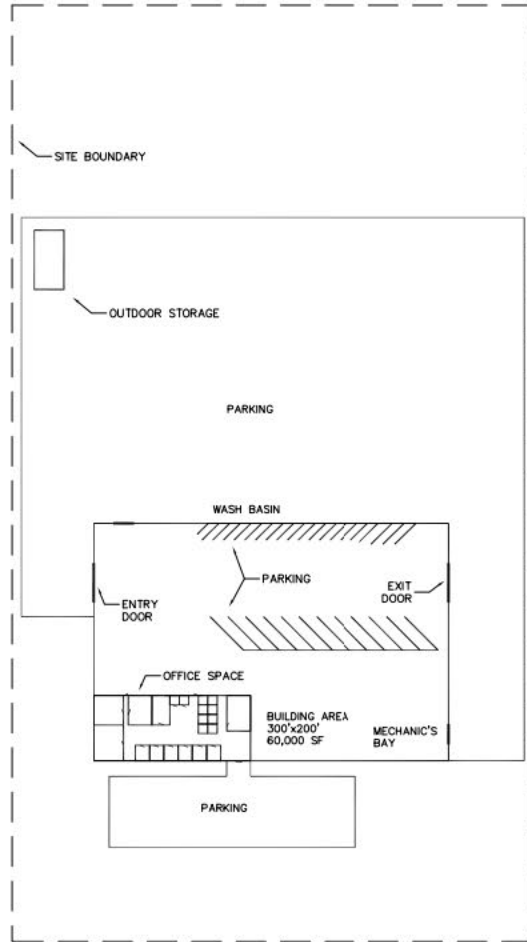 SITE BOUNDARY
OUTDOOR STORAGE
PARKING
WASH BASIN
PARKING
ENTRY
DOOR
EXIT
DOOR
OFFICE SPACE
BUILDING AREA
300'x200'
60,000 SF
MECHANIC'S
BAY
PARKING